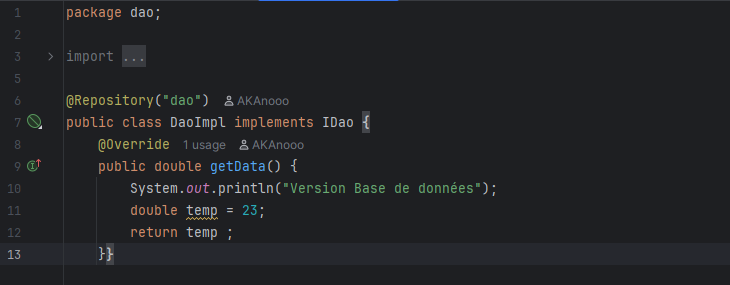 1 package dao;
2
3 import ...
5
6 @Repository("dao") AKAnooo
7 public class DaoImpl implements IDao {
8 @Override 1 usage AKAnooo
9 public double getData() {
10 System.out.println("Version Base de données");
11 double temp = 23;
12 return temp ;
13 }}